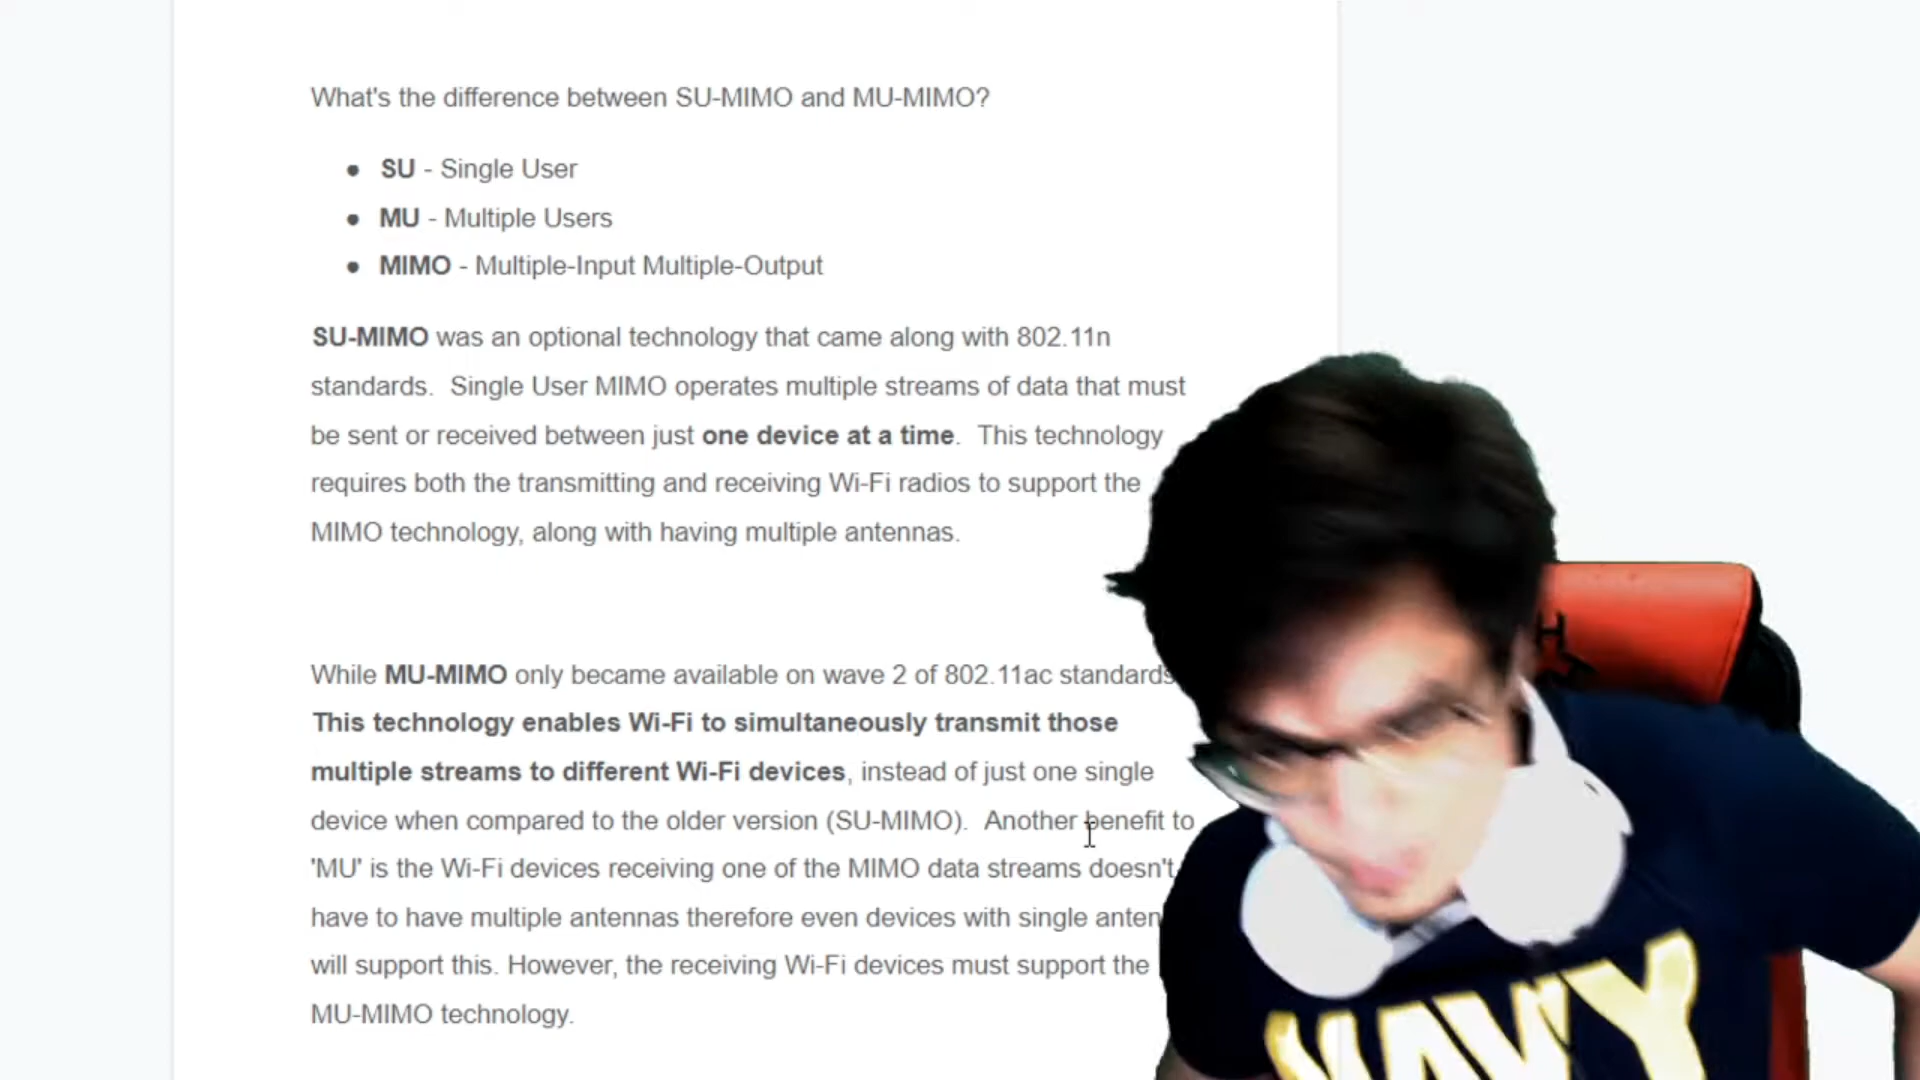 What's the difference between SU-MIMO and MU-MIMO?
● SU - Single User
● MU - Multiple Users
● MIMO - Multiple-Input Multiple-Output
SU-MIMO was an optional technology that came along with 802.11n
standards. Single User MIMO operates multiple streams of data that must
be sent or received between just one device at a time. This technology
requires both the transmitting and receiving Wi-Fi radios to support the
MIMO technology, along with having multiple antennas.
While MU-MIMO only became available on wave 2 of 802.11ac standards
This technology enables Wi-Fi to simultaneously transmit those
multiple streams to different Wi-Fi devices, instead of just one single
device when compared to the older version (SU-MIMO). Another benefit to
'MU' is the Wi-Fi devices receiving one of the MIMO data streams doesn't
have to have multiple antennas therefore even devices with single anten
will support this. However, the receiving Wi-Fi devices must support the
MU-MIMO technology.
NAVY